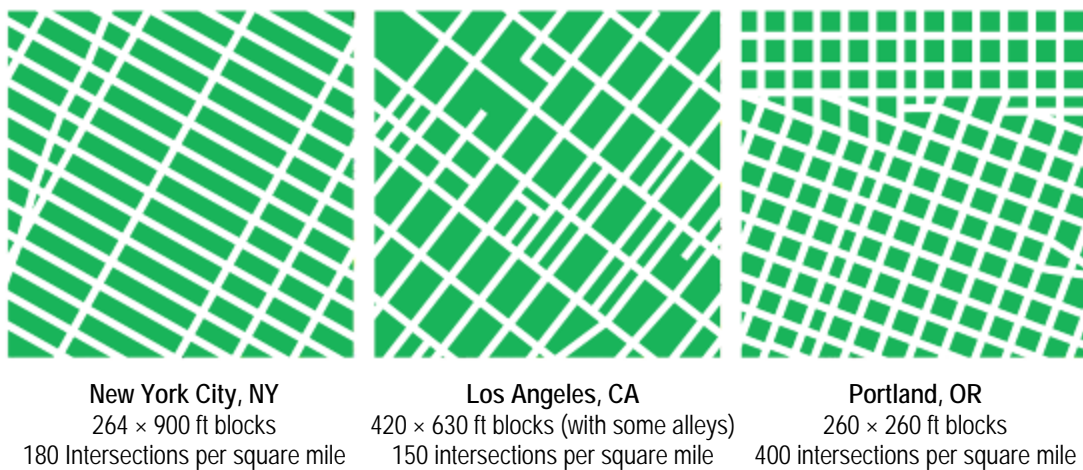 New York City, NY
264 × 900 ft blocks
180 Intersections per square mile
Los Angeles, CA
420 × 630 ft blocks (with some alleys)
150 intersections per square mile
Portland, OR
260 × 260 ft blocks
400 intersections per square mile